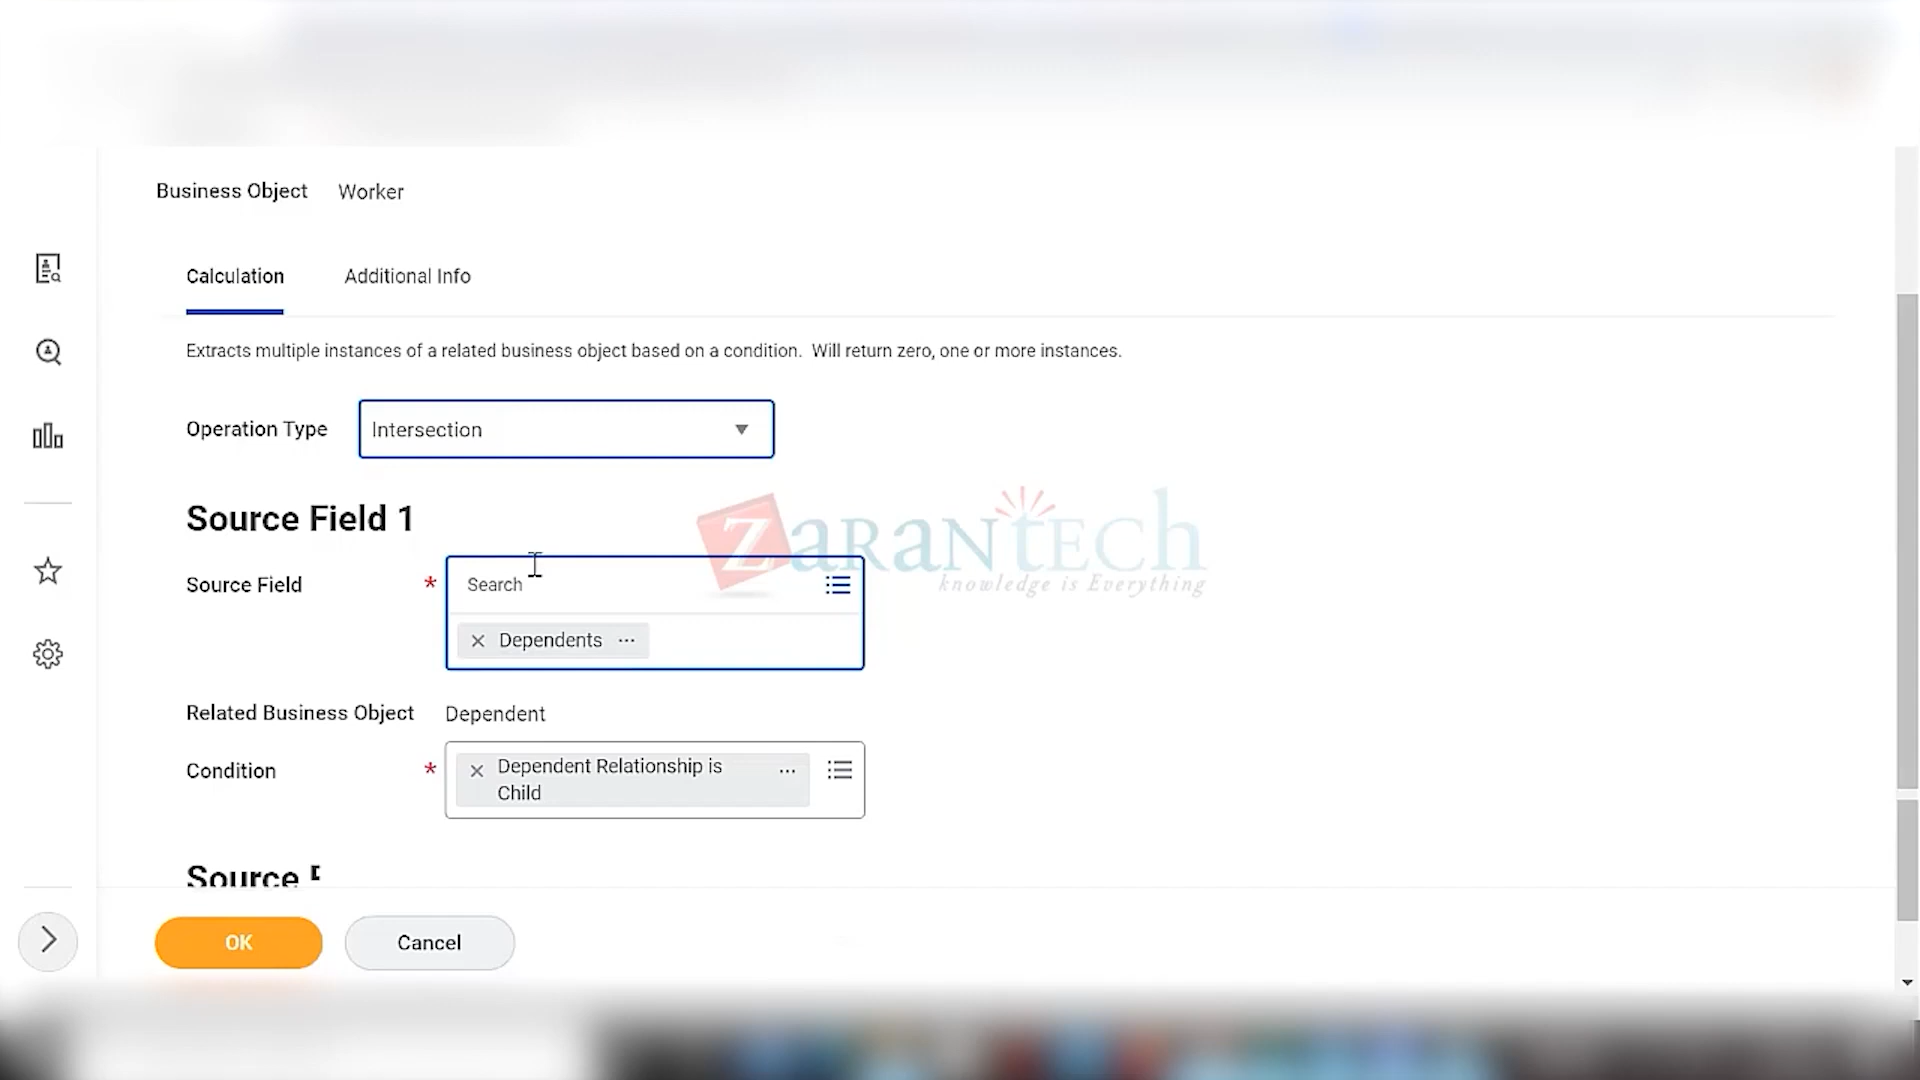 Business Object Worker
Calculation Additional Info
Extracts multiple instances of a related business object based on a condition. Will return zero, one or more instances.
Operation Type Intersection
Source Field 1
ZaranTech
knowledge is Everything
Source Field * Search
× Dependents ...
Related Business Object Dependent
Condition * × Dependent Relationship is ...
Child
Source
OK Cancel